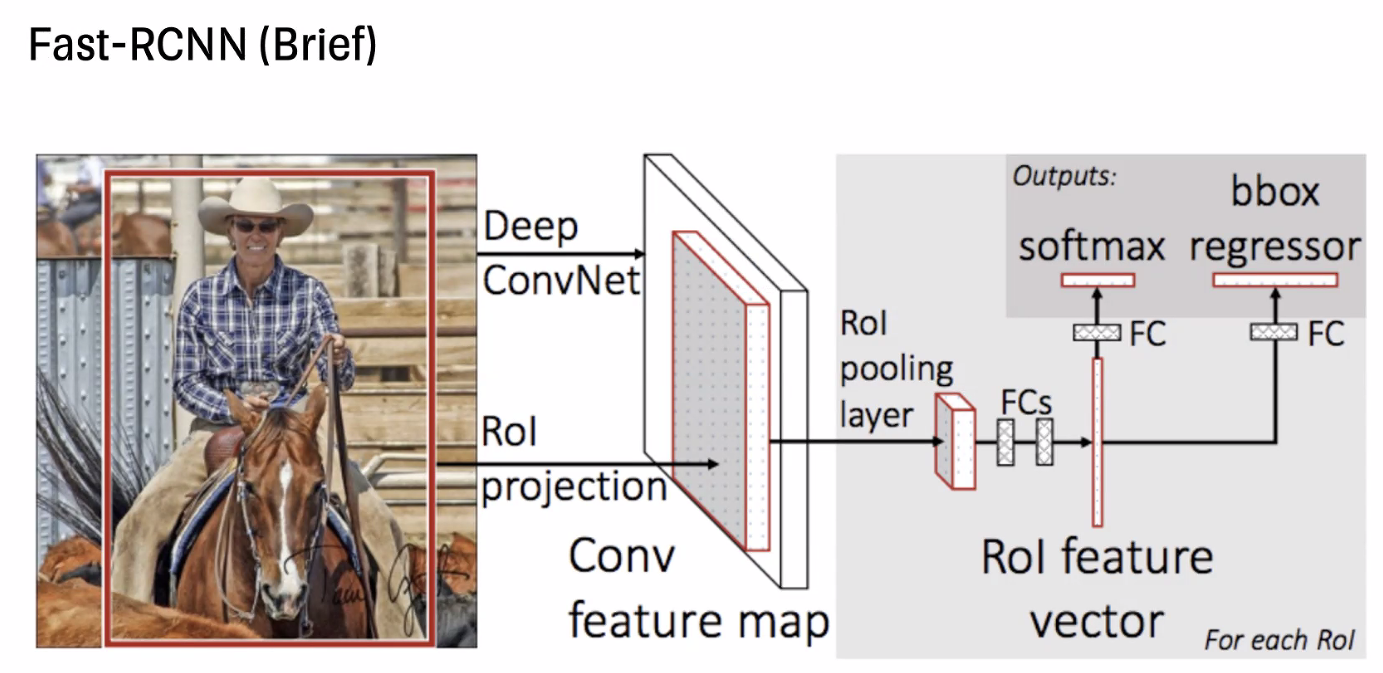 Fast-RCNN (Brief)
Deep
ConvNet
RoI
projection
Conv
feature map
RoI
pooling
layer
FCs
Outputs:
softmax
bbox
regressor
FC
FC
RoI feature
vector
For each RoI